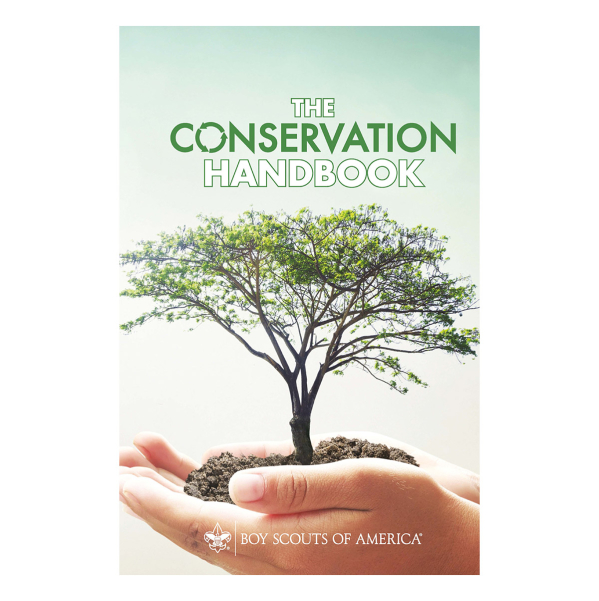 THE
CONSERVATION
HANDBOOK
BOY SCOUTS OF AMERICA®